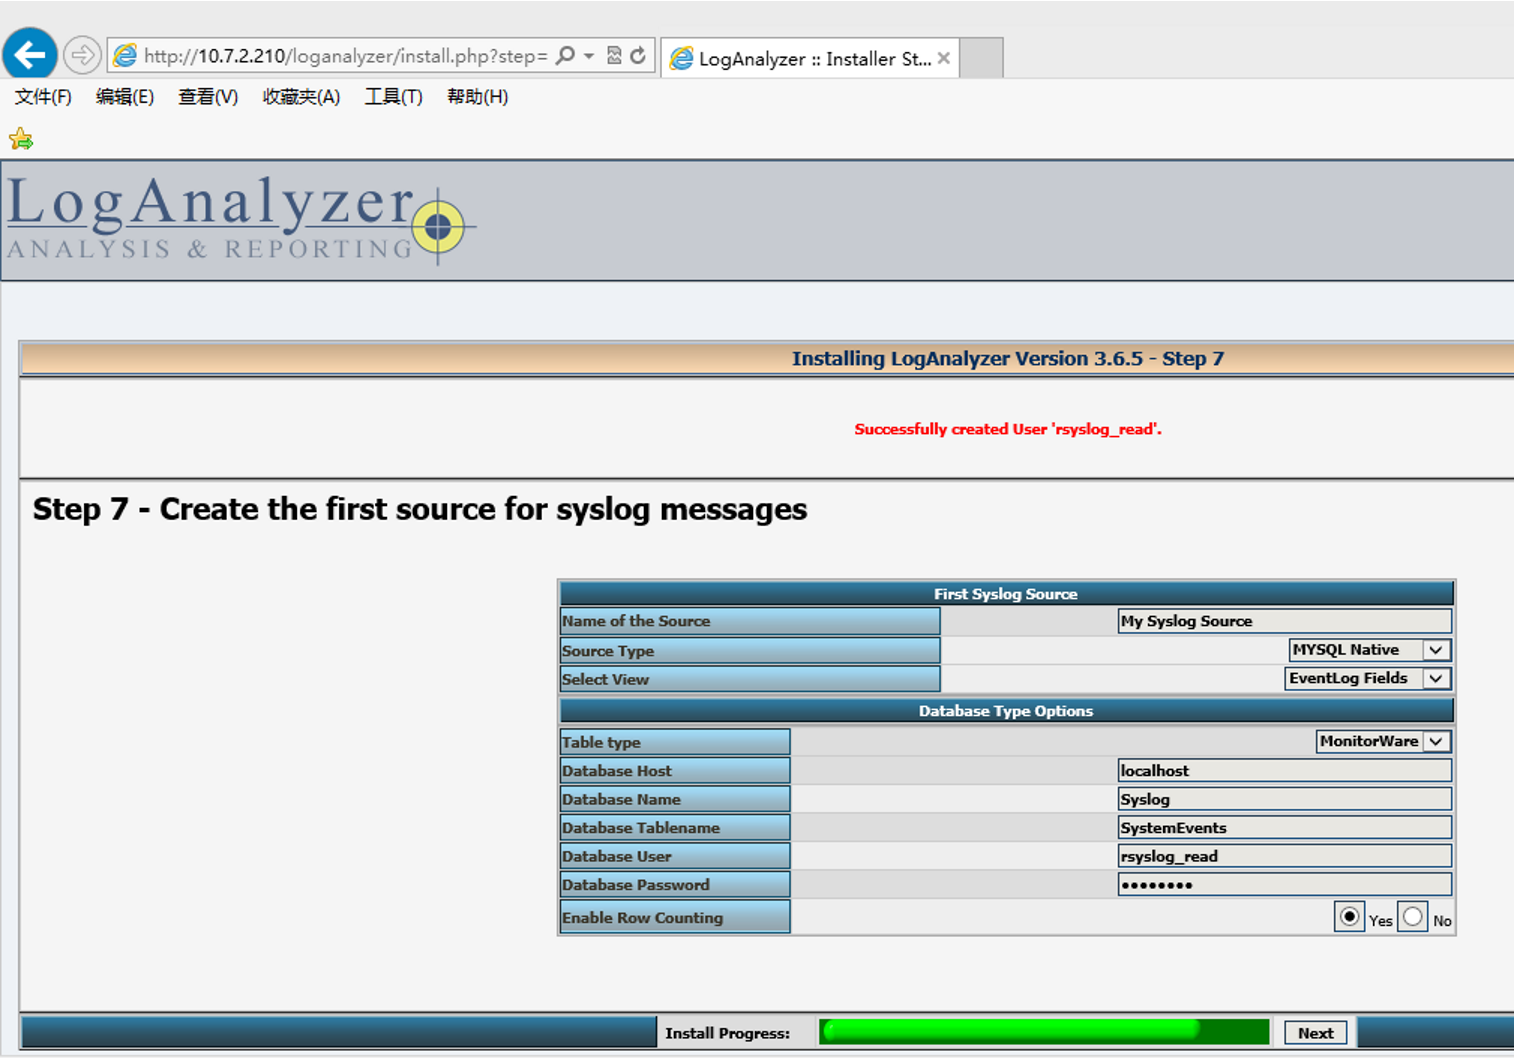 http://10.7.2.210/loganalyzer/install.php?step=
LogAnalyzer :: Installer St...
文件(F) 编辑(E) 查看(V) 收藏夹(A) 工具(T) 帮助(H)
LogAnalyzer
ANALYSIS & REPORTING
Installing LogAnalyzer Version 3.6.5 - Step 7
Successfully created User 'rsyslog_read'.
Step 7 - Create the first source for syslog messages
First Syslog Source
Name of the Source My Syslog Source
Source Type MYSQL Native
Select View EventLog Fields
Database Type Options
Table type MonitorWare
Database Host localhost
Database Name Syslog
Database Tablename SystemEvents
Database User rsyslog_read
Database Password ••••••••
Enable Row Counting Yes No
Install Progress: Next